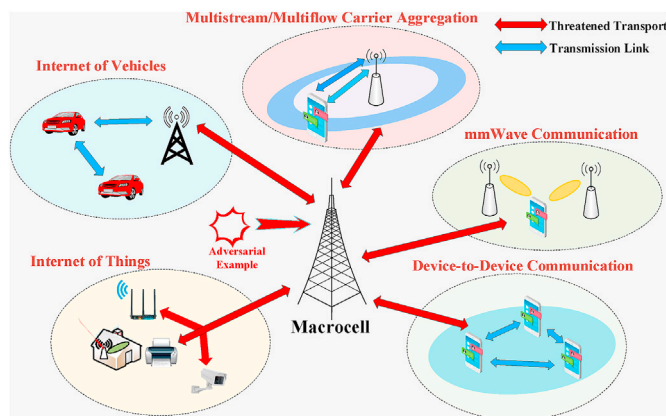 Multistream/Multiflow Carrier Aggregation
Threatened Transport
Transmission Link
Internet of Vehicles
mmWave Communication
Adversarial
Example
Internet of Things
Device-to-Device Communication
Macrocell